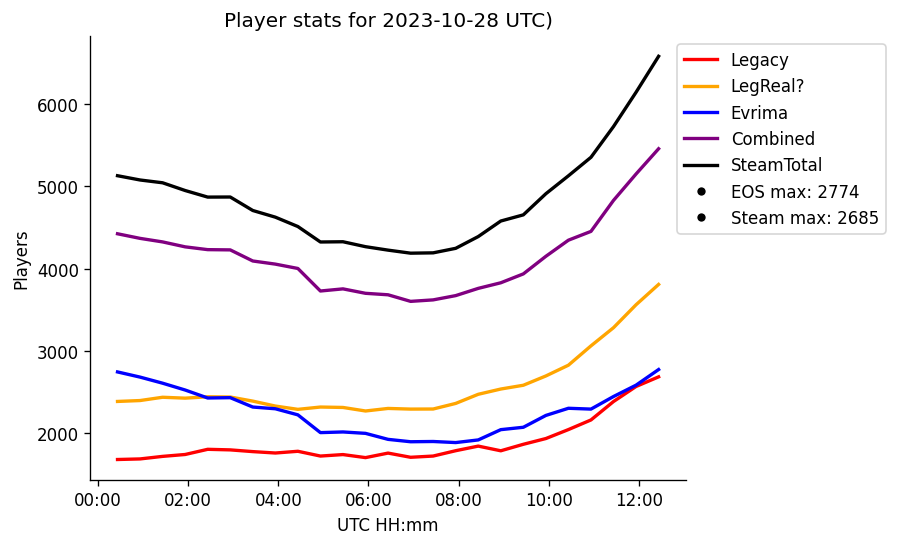 Player stats for 2023-10-28 UTC)
Legacy
LegReal?
Evrima
Combined
SteamTotal
EOS max: 2774
Steam max: 2685
Players
6000
5000
4000
3000
2000
00:00 02:00 04:00 06:00 08:00 10:00 12:00
UTC HH:mm